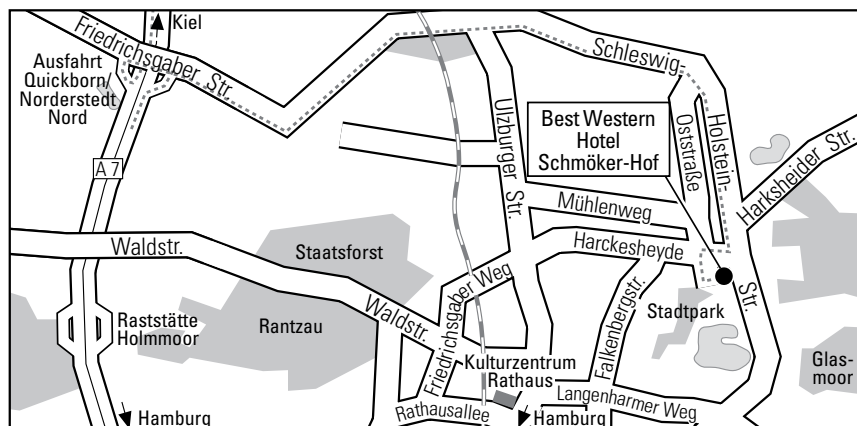 Kiel
Friedrichsgaber Str.
Ausfahrt
Quickborn/
Norderstedt
Nord
A 7
Schleswig-
Holstein-
Str.
Ulzburger Str.
Best Western
Hotel
Schmöker-Hof
Oststraße
Harksheider Str.
Mühlenweg
Harckesheyde
Waldstr.
Staatsforst
Rantzau
Waldstr.
Friedrichsgaber Weg
Falkenbergstr.
Stadtpark
Raststätte
Holmmoor
Kulturzentrum
Rathaus
Glas-
moor
Langenharmer Weg
Rathausallee
Hamburg
Hamburg